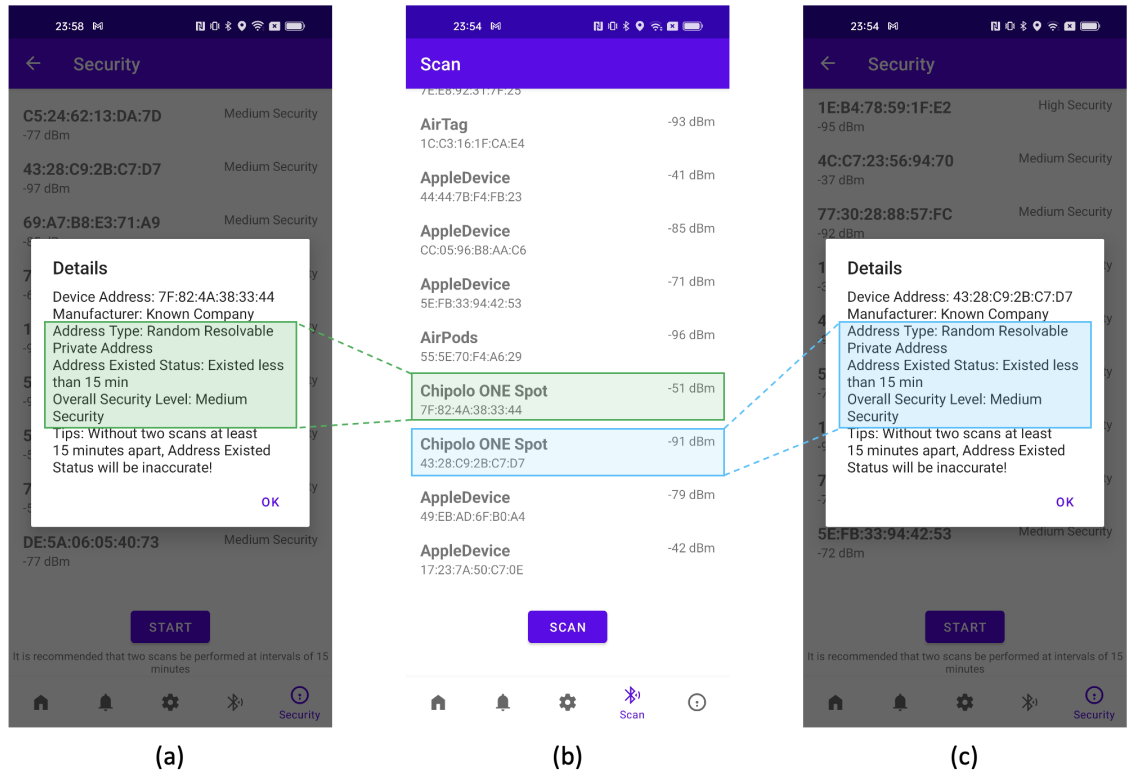 23:58
Security
C5:24:62:13:DA:7D Medium Security
-77 dBm
43:28:C9:2B:C7:D7 Medium Security
-97 dBm
69:A7:B8:E3:71:A9 Medium Security
Details
Device Address: 7F:82:4A:38:33:44
Manufacturer: Known Company
Address Type: Random Resolvable
Private Address
Address Existed Status: Existed less
than 15 min
Overall Security Level: Medium
Security
Tips: Without two scans at least
15 minutes apart, Address Existed
Status will be inaccurate!
OK
DE:5A:06:05:40:73 Medium Security
-77 dBm
START
It is recommended that two scans be performed at intervals of 15
minutes
Security
(a)
23:54
Scan
7E:E8:92:31:7F:25
AirTag -93 dBm
1C:C3:16:1F:CA:E4
AppleDevice -41 dBm
44:44:7B:F4:FB:23
AppleDevice -85 dBm
CC:05:96:B8:AA:C6
AppleDevice -71 dBm
5E:FB:33:94:42:53
AirPods -96 dBm
55:5E:70:F4:A6:29
Chipolo ONE Spot -51 dBm
7F:82:4A:38:33:44
Chipolo ONE Spot -91 dBm
43:28:C9:2B:C7:D7
AppleDevice -79 dBm
49:EB:AD:6F:B0:A4
AppleDevice -42 dBm
17:23:7A:50:C7:0E
SCAN
Scan
(b)
23:54
Security
1E:B4:78:59:1F:E2 High Security
-95 dBm
4C:C7:23:56:94:70 Medium Security
-37 dBm
77:30:28:88:57:FC Medium Security
-92 dBm
Details
Device Address: 43:28:C9:2B:C7:D7
Manufacturer: Known Company
Address Type: Random Resolvable
Private Address
Address Existed Status: Existed less
than 15 min
Overall Security Level: Medium
Security
Tips: Without two scans at least
15 minutes apart, Address Existed
Status will be inaccurate!
OK
5E:FB:33:94:42:53 Medium Security
-72 dBm
START
It is recommended that two scans be performed at intervals of 15
minutes
Security
(c)